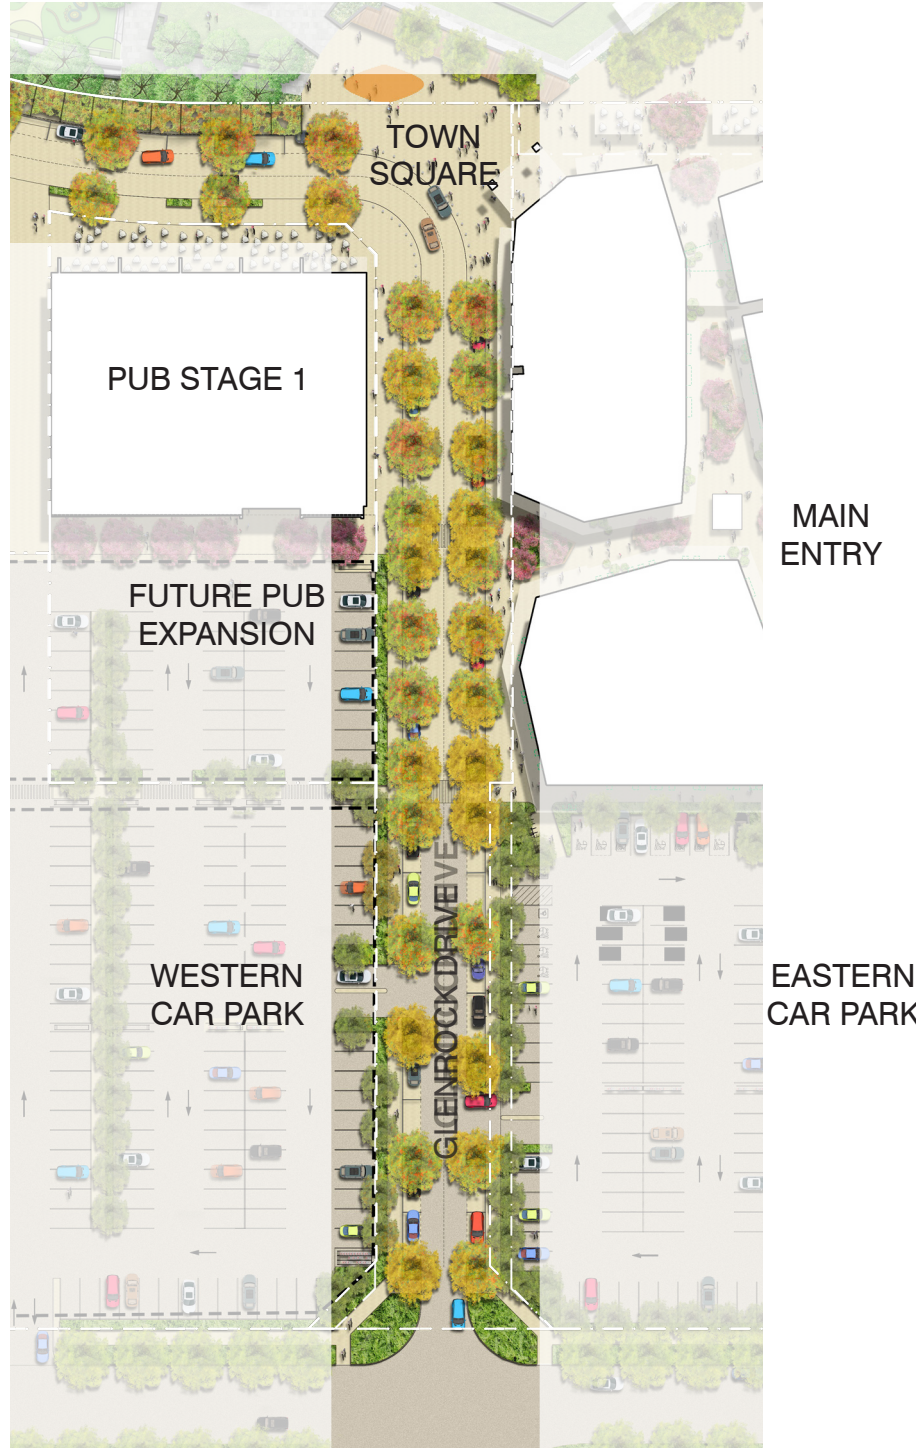 TOWN
SQUARE
PUB STAGE 1
MAIN
ENTRY
FUTURE PUB
EXPANSION
WESTERN
CAR PARK
GLENROCK DRIVE
EASTERN
CAR PARK